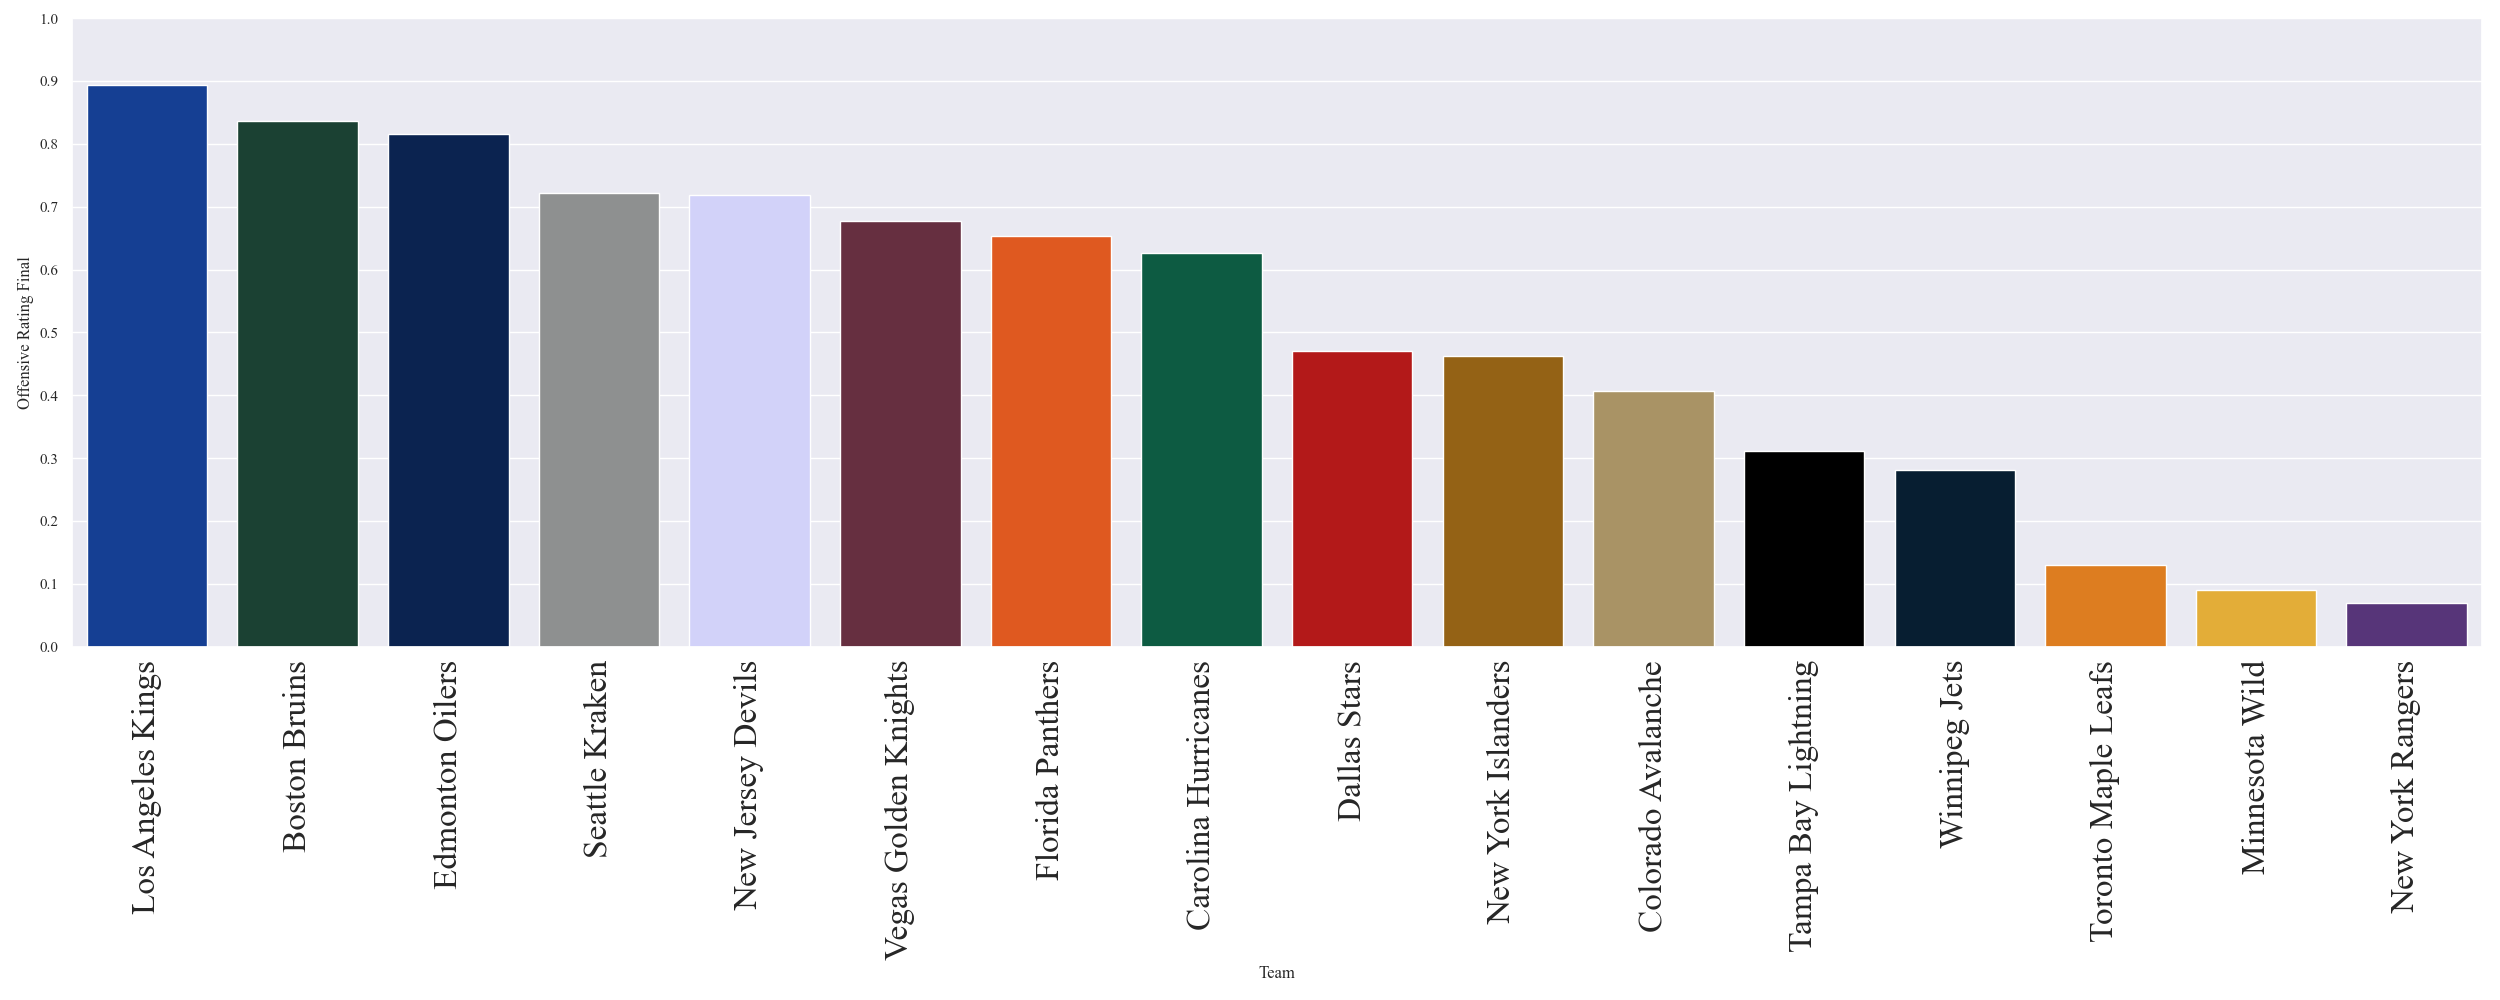 1.0
0.9
0.8
0.7
0.6
0.5
0.4
0.3
0.2
0.1
0.0
Offensive Rating Final
Los Angeles Kings
Boston Bruins
Edmonton Oilers
Seattle Kraken
New Jersey Devils
Vegas Golden Knights
Florida Panthers
Carolina Hurricanes
Dallas Stars
New York Islanders
Colorado Avalanche
Tampa Bay Lightning
Winnipeg Jets
Toronto Maple Leafs
Minnesota Wild
New York Rangers
Team